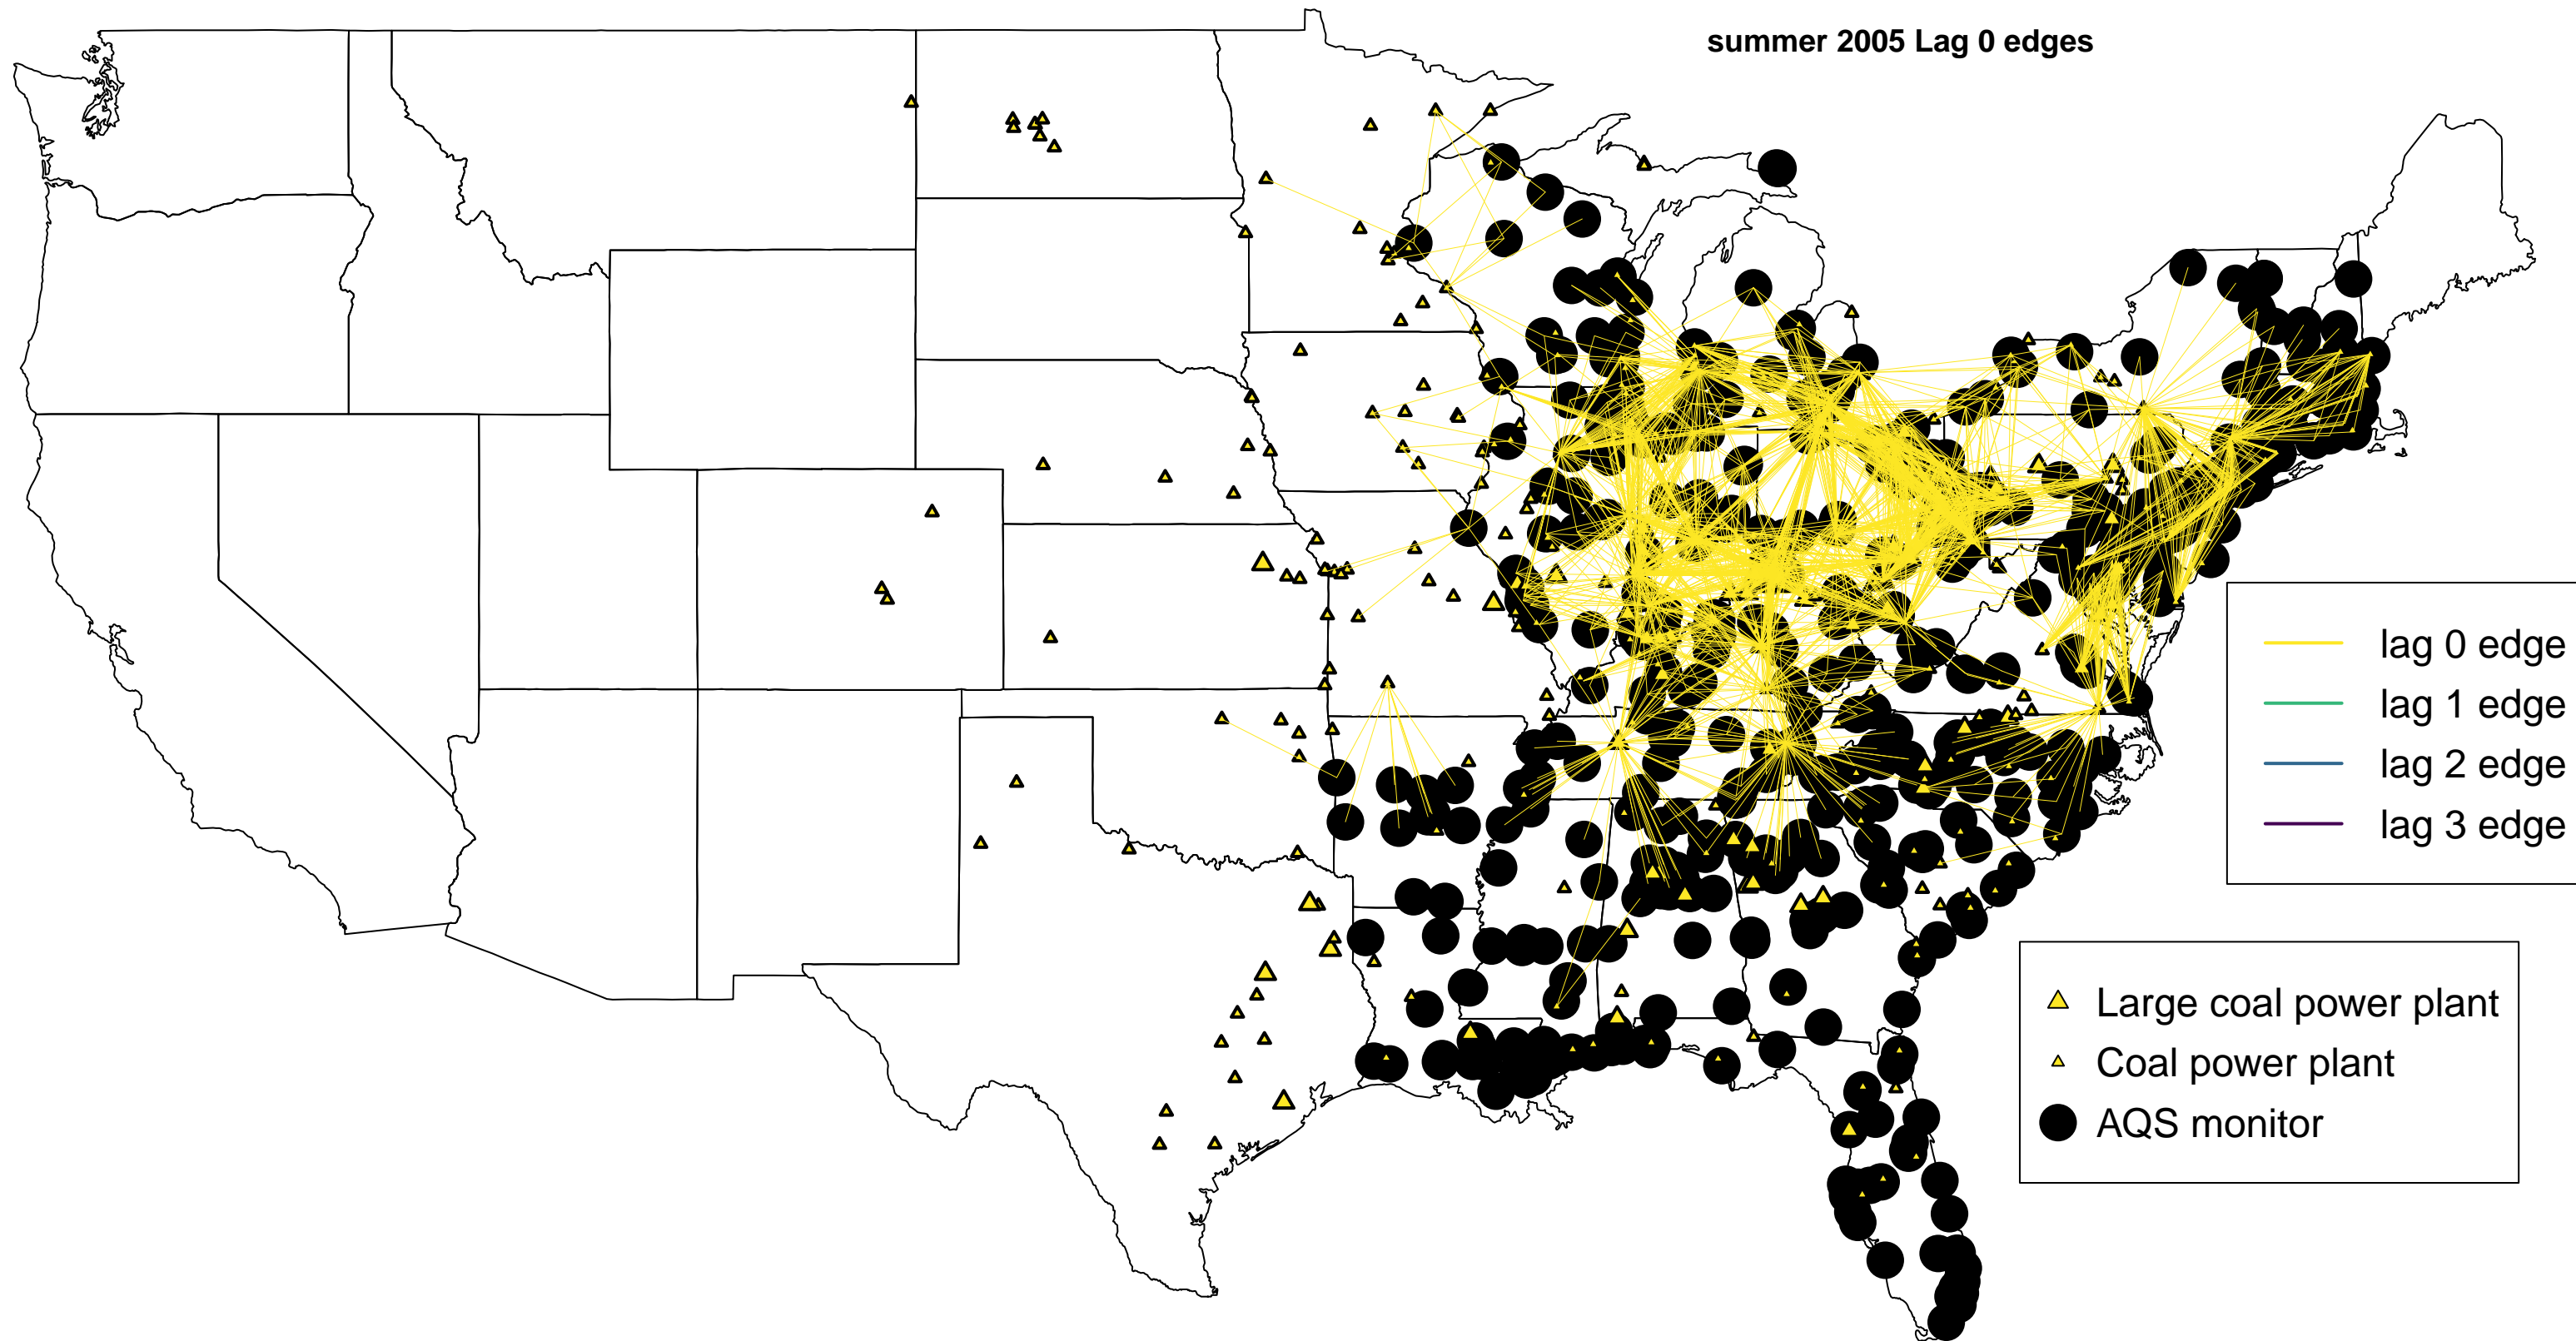 summer 2005 Lag 0 edges
lag 0 edge
lag 1 edge
lag 2 edge
lag 3 edge
Large coal power plant
Coal power plant
AQS monitor